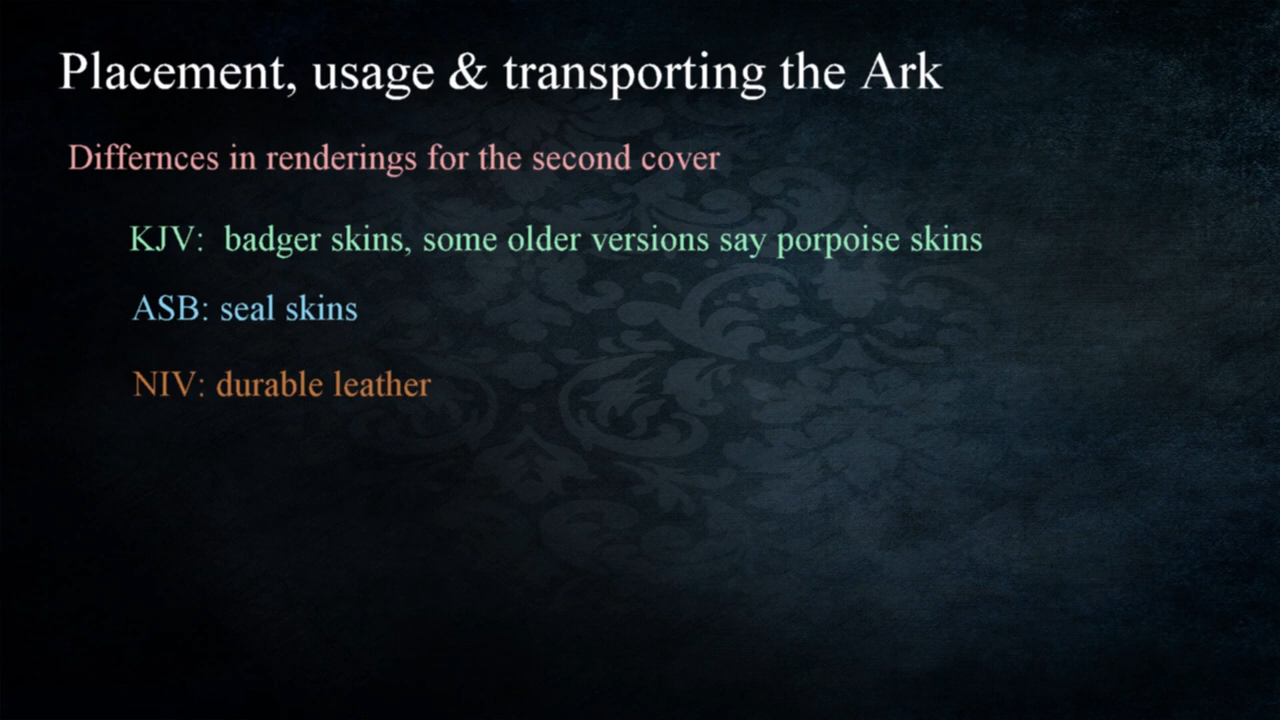 Placement, usage & transporting the Ark
Differnces in renderings for the second cover
KJV:  badger skins, some older versions say porpoise skins
ASB: seal skins
NIV: durable leather